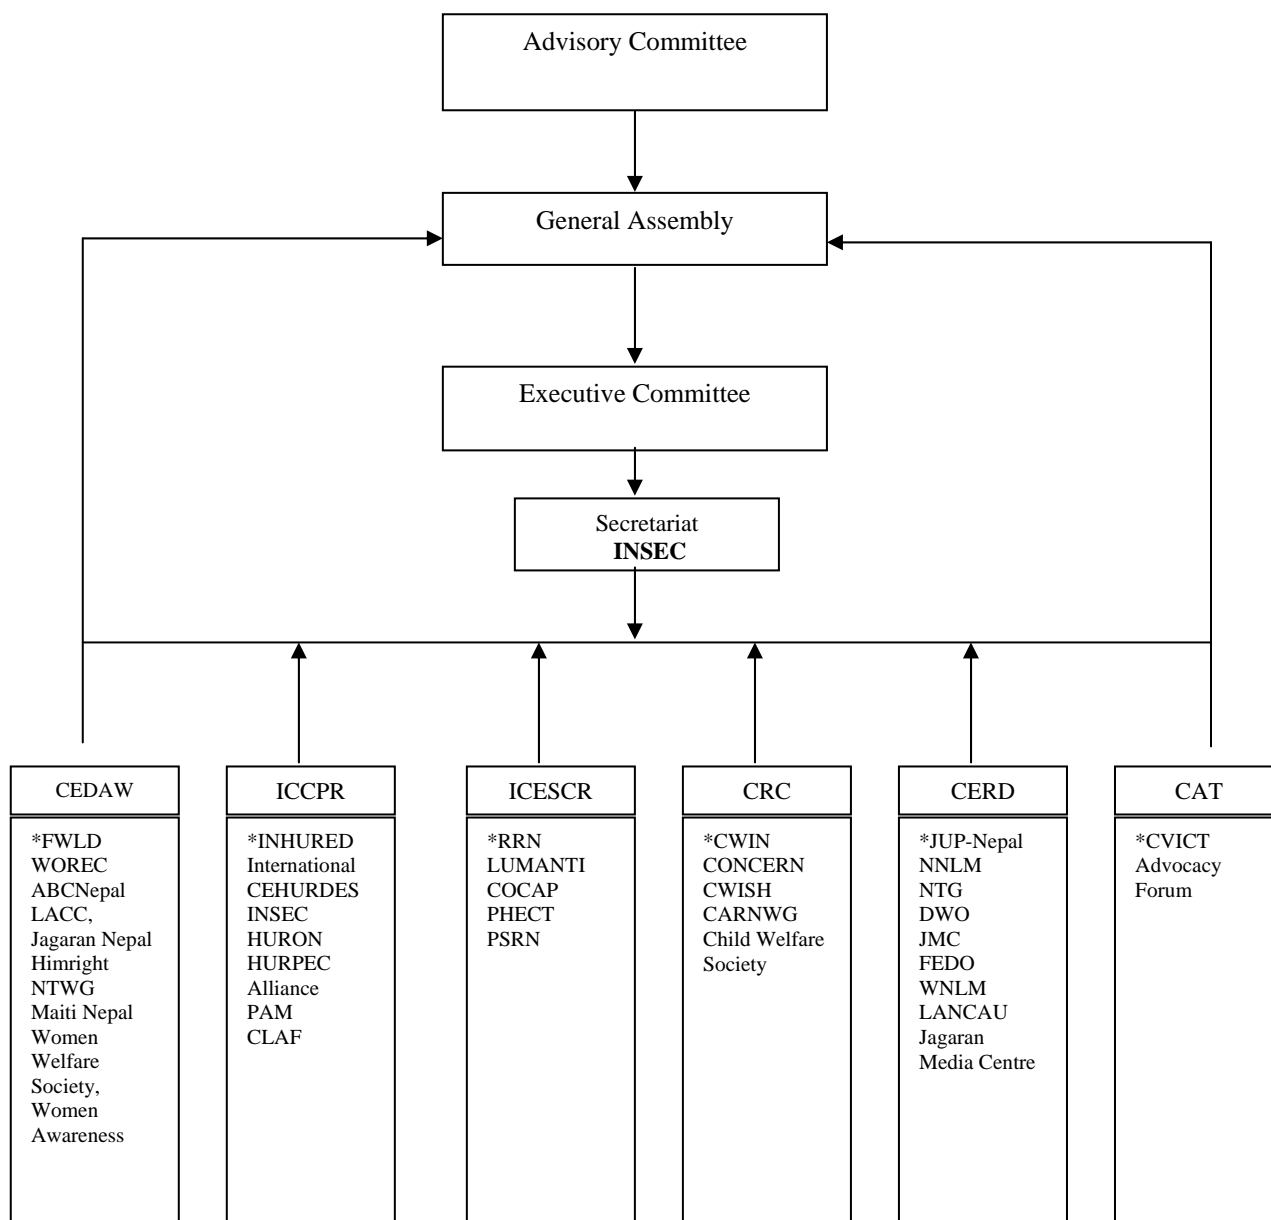 Advisory Committee
General Assembly
Executive Committee
Secretariat
INSEC
CEDAW
*FWLD
WOREC
ABCNepal
LACC,
Jagaran Nepal
Himright
NTWG
Maiti Nepal
Women
Welfare
Society,
Women
Awareness
ICCPR
*INHURED
International
CEHURDES
INSEC
HURON
HURPEC
Alliance
PAM
CLAF
ICESCR
*RRN
LUMANTI
COCAP
PHECT
PSRN
CRC
*CWIN
CONCERN
CWISH
CARNWG
Child Welfare
Society
CERD
*JUP-Nepal
NNLM
NTG
DWO
JMC
FEDO
WNLM
LANCAU
Jagaran
Media Centre
CAT
*CVICT
Advocacy
Forum